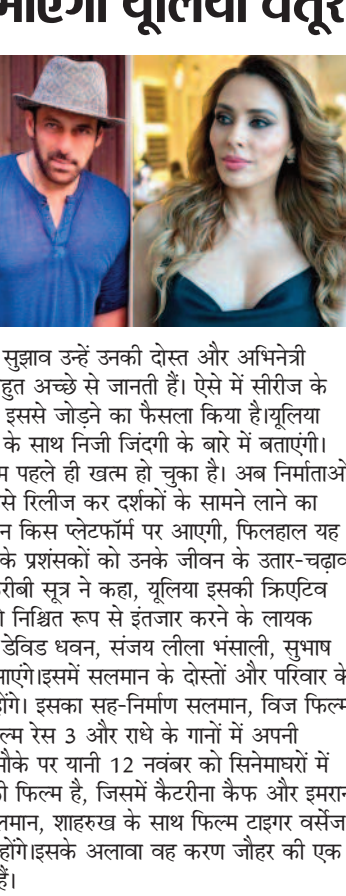 यूलिया वंतूर
सुझाव उन्हें उनकी दोस्त और अभिनेत्री
हुत अच्छे से जानती हैं। ऐसे में सीरीज के
इससे जोड़ने का फैसला किया है।यूलिया
के साथ निजी जिंदगी के बारे में बताएंगी।
म पहले ही खत्म हो चुका है। अब निर्माताओं
से रिलीज कर दर्शकों के सामने लाने का
न किस प्लेटफॉर्म पर आएगी, फिलहाल यह
के प्रशंसकों को उनके जीवन के उतार-चढ़ाव
रीबी सूत्र ने कहा, यूलिया इसकी क्रिएटिव
निश्चित रूप से इंतजार करने के लायक
डेविड धवन, संजय लीला भंसाली, सुभाष
आएंगे।इसमें सलमान के दोस्तों और परिवार के
होंगे। इसका सह-निर्माण सलमान, विज फिल्म
ल्म रेस 3 और राधे के गानों में अपनी
मौके पर यानी 12 नवंबर को सिनेमाघरों में
फिल्म है, जिसमें कैटरीना कैफ और इमरान
लमान, शाहरुख के साथ फिल्म टाइगर वर्सेज
होंगे।इसके अलावा वह करण जौहर की एक
हैं।